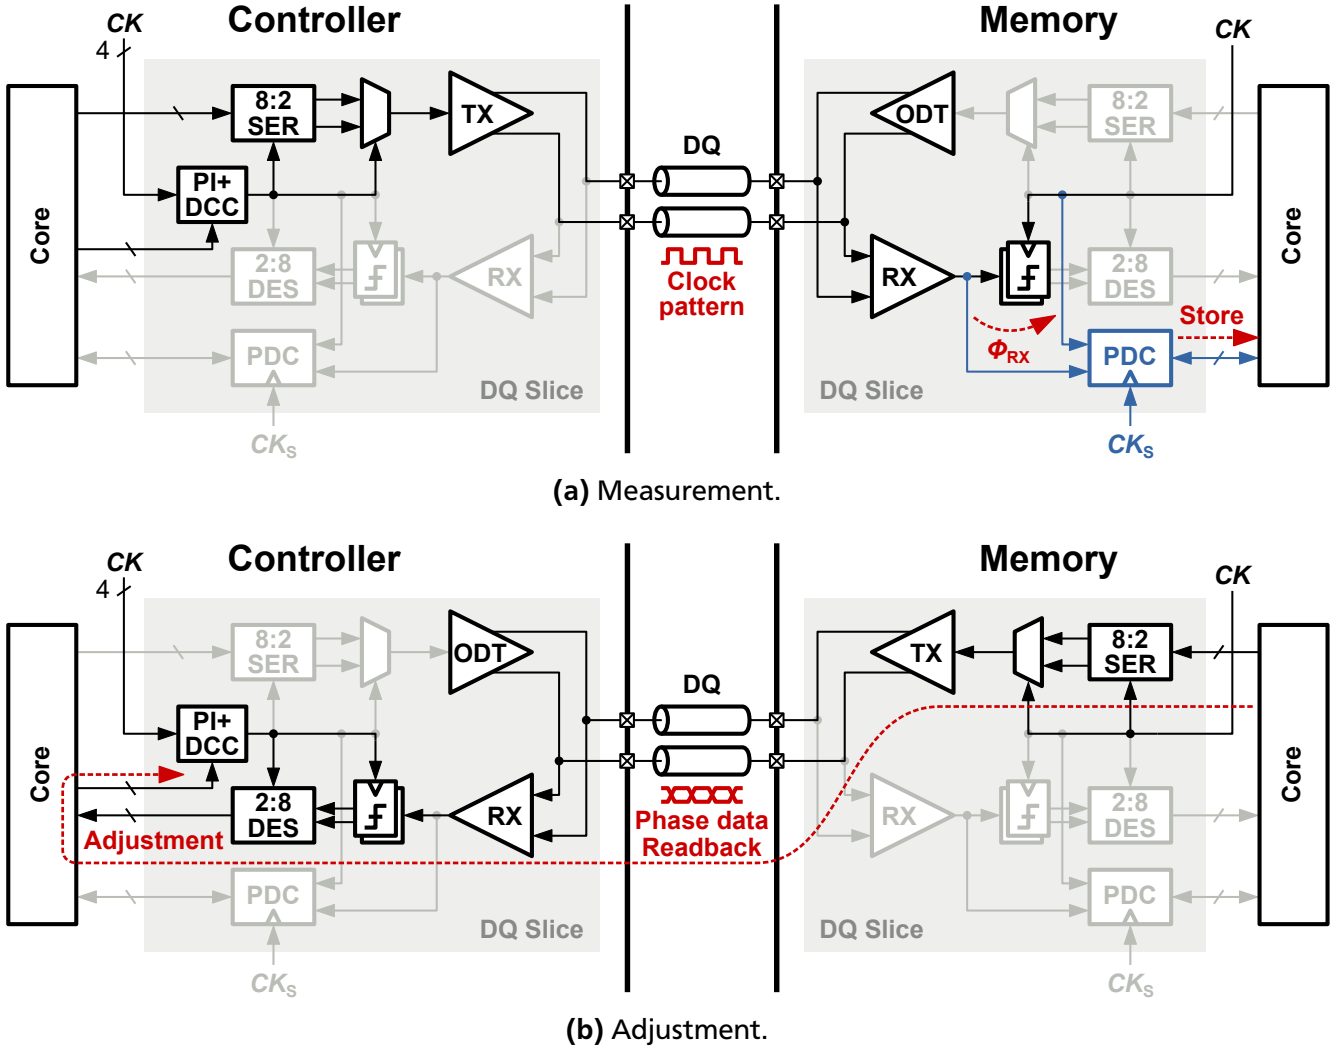 Controller
Memory
CK
4
CK
Core
8:2
SER
TX
ODT
8:2
SER
Core
DQ
PI+
DCC
2:8
DES
RX
Clock
pattern
RX
2:8
DES
ΦRX
Store
PDC
PDC
DQ Slice
DQ Slice
CKS
CKS
(a) Measurement.
Controller
Memory
CK
4
CK
Core
8:2
SER
ODT
TX
8:2
SER
Core
DQ
PI+
DCC
2:8
DES
RX
Phase data
Readback
RX
2:8
DES
Adjustment
PDC
PDC
DQ Slice
DQ Slice
CKS
CKS
(b) Adjustment.